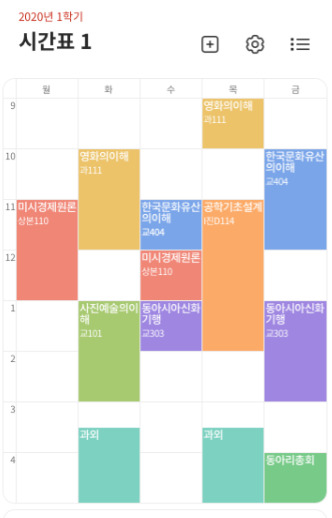 2020년 1학기
시간표 1
월 화 수 목 금
9
영화의이해
과111
10
영화의이해
과111
한국문화유산
의이해
교404
11
미시경제원론
상본110
한국문화유산
의이해
교404
공학기초설계
I진D114
12
미시경제원론
상본110
1
사진예술의이
해
교101
동아시아신화
기행
교303
동아시아신화
기행
교303
2
3
과외
과외
4
동아리총회